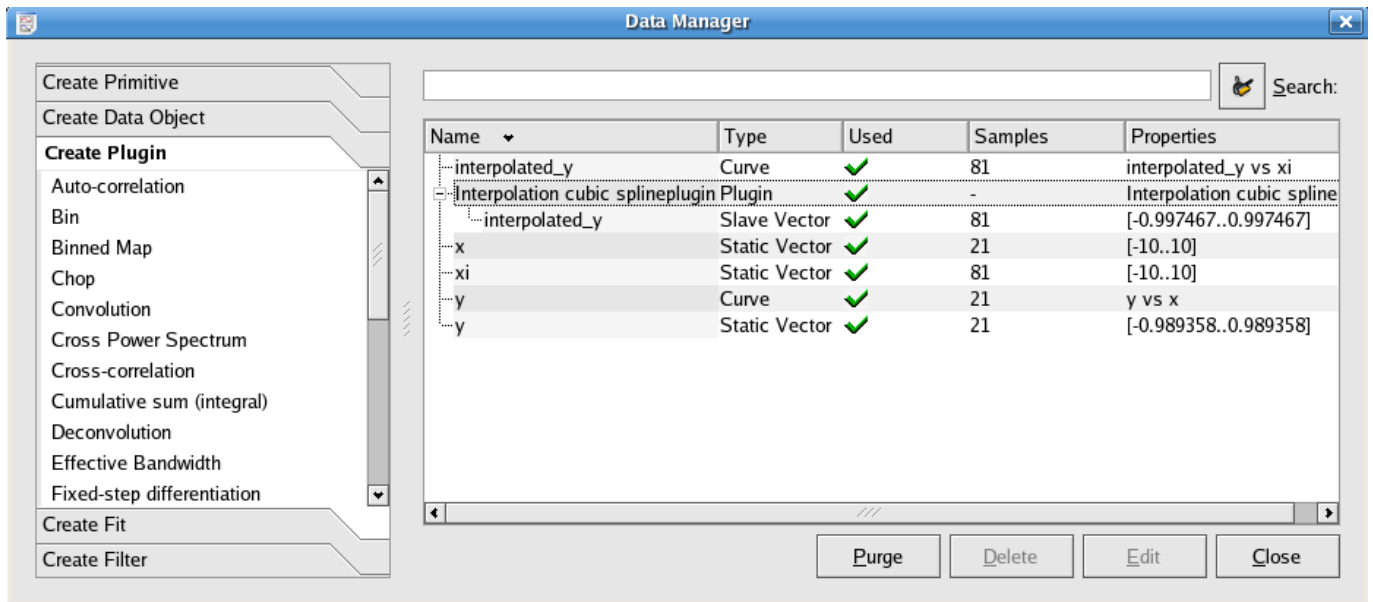 Data Manager
Create Primitive
Create Data Object
Create Plugin
Auto-correlation
Bin
Binned Map
Chop
Convolution
Cross Power Spectrum
Cross-correlation
Cumulative sum (integral)
Deconvolution
Effective Bandwidth
Fixed-step differentiation
Create Fit
Create Filter
Search:
Name Type Used Samples Properties
interpolated_y Curve 81 interpolated_y vs xi
Interpolation cubic splineplugin Plugin - Interpolation cubic spline
interpolated_y Slave Vector 81 [-0.997467..0.997467]
x Static Vector 21 [-10..10]
xi Static Vector 81 [-10..10]
y Curve 21 y vs x
y Static Vector 21 [-0.989358..0.989358]
Purge Delete Edit Close